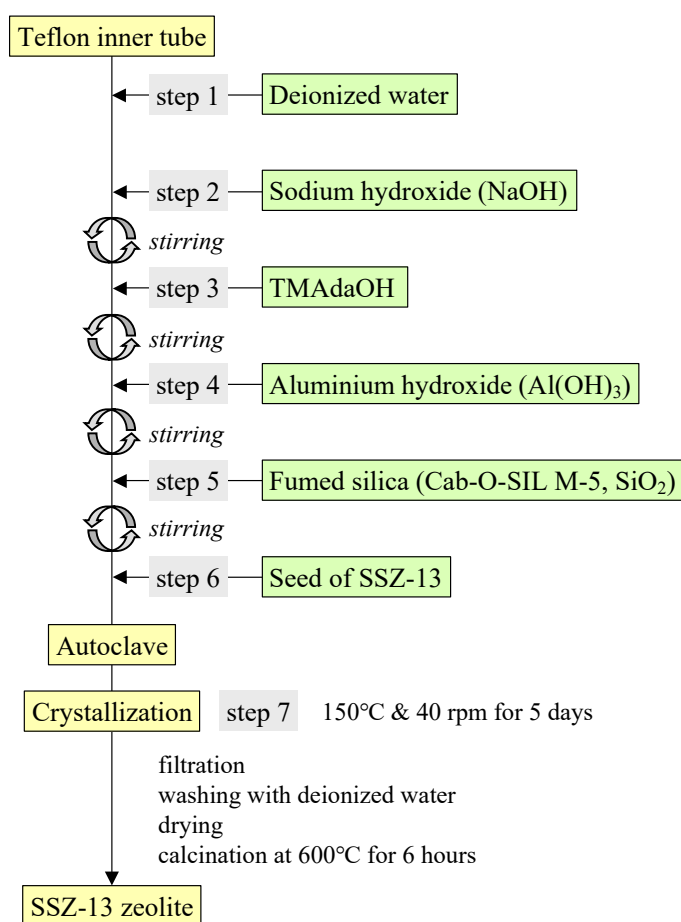 Teflon inner tube
step 1 Deionized water
step 2 Sodium hydroxide (NaOH)
stirring
step 3 TMAdaOH
stirring
step 4 Aluminium hydroxide (Al(OH)₃)
stirring
step 5 Fumed silica (Cab-O-SIL M-5, SiO₂)
stirring
step 6 Seed of SSZ-13
Autoclave
Crystallization step 7 150℃ & 40 rpm for 5 days
filtration
washing with deionized water
drying
calcination at 600℃ for 6 hours
SSZ-13 zeolite